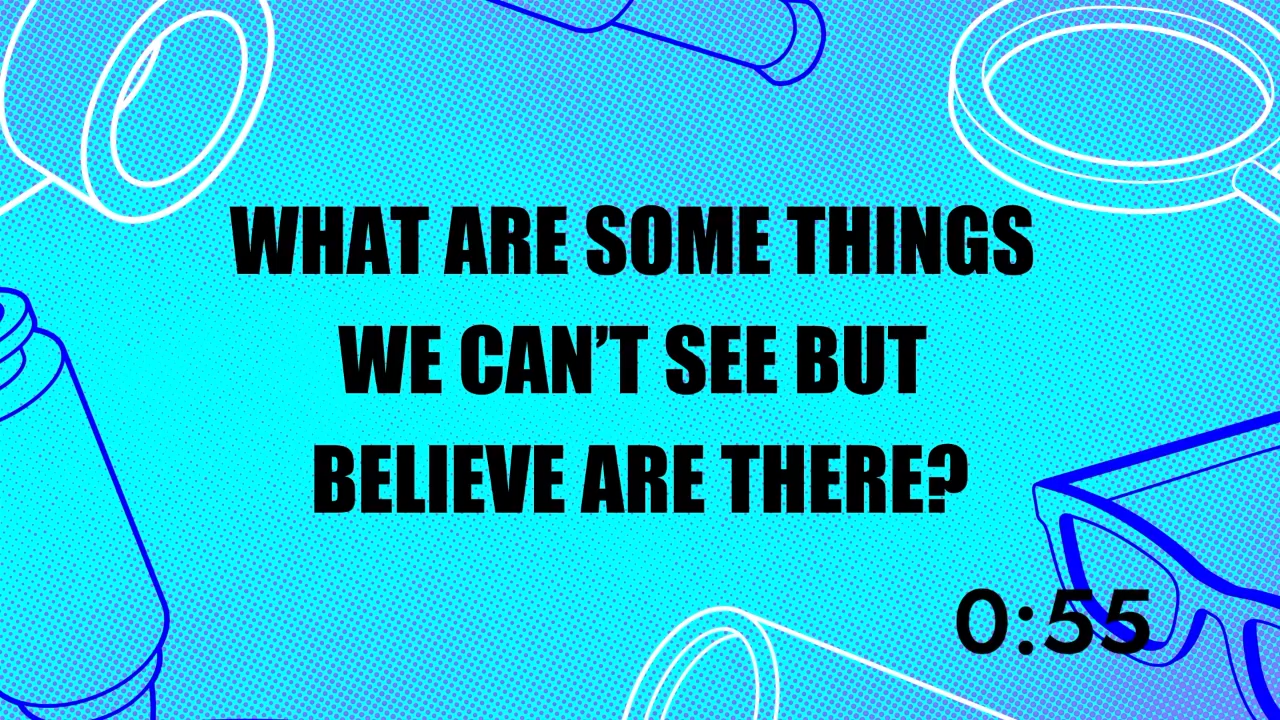 WHAT ARE SOME THINGS
WE CAN'T SEE BUT
BELIEVE ARE THERE?
0:55